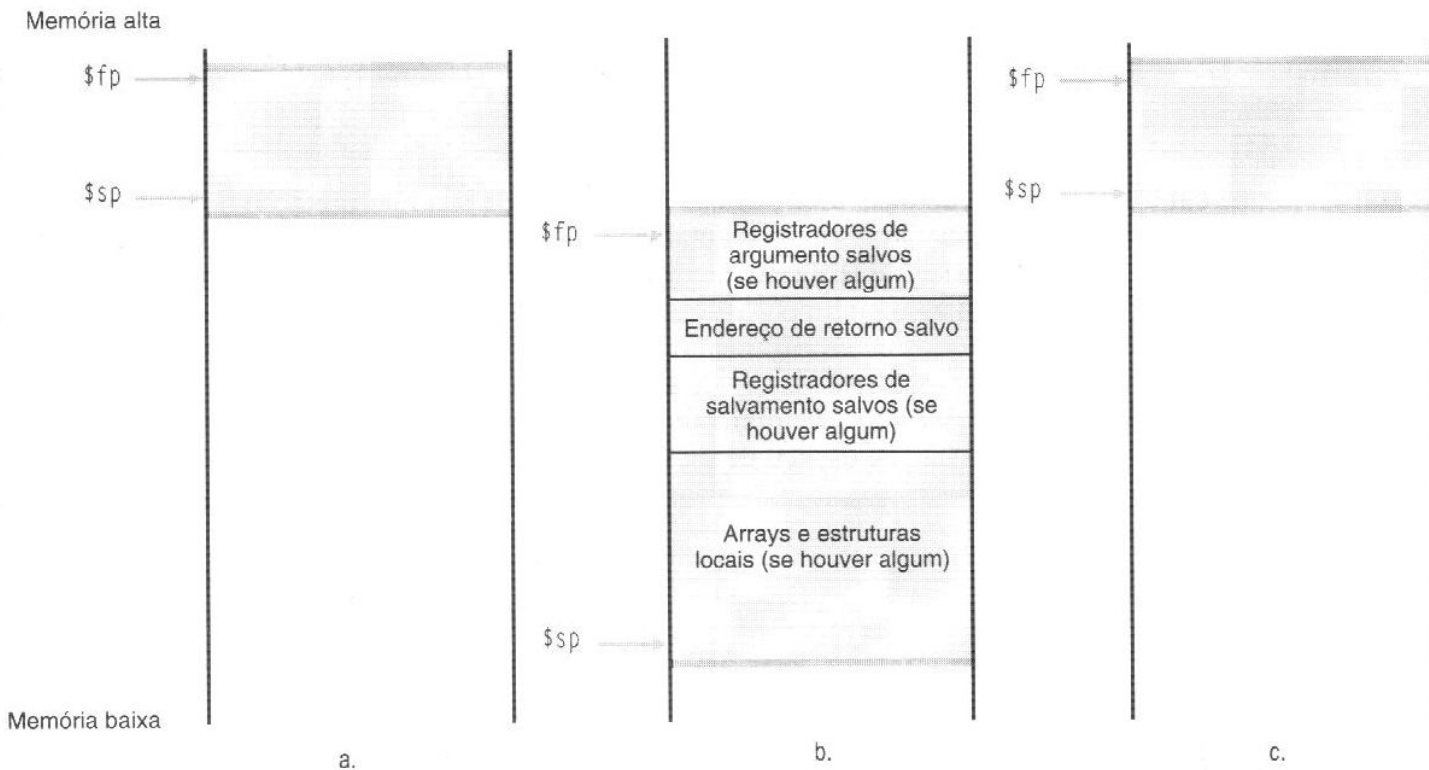 Memória alta
$fp
$sp
Memória baixa
a.
$fp
Registradores de
argumento salvos
(se houver algum)
Endereço de retorno salvo
Registradores de
salvamento salvos (se
houver algum)
Arrays e estruturas
locais (se houver algum)
$sp
b.
$fp
$sp
c.